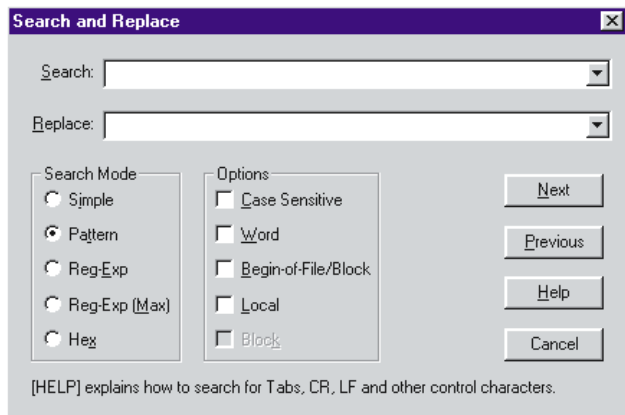 Search and Replace
Search:
Replace:
Search Mode
Simple
Pattern
Reg-Exp
Reg-Exp (Max)
Hex
Options
Case Sensitive
Word
Begin-of-File/Block
Local
Block
Next
Previous
Help
Cancel
[HELP] explains how to search for Tabs, CR, LF and other control characters.